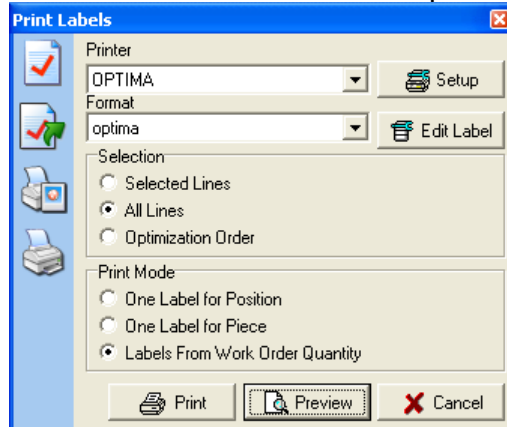 Print Labels
Printer
OPTIMA
Setup
Format
optima
Edit Label
Selection
Selected Lines
All Lines
Optimization Order
Print Mode
One Label for Position
One Label for Piece
Labels From Work Order Quantity
Print
Preview
Cancel